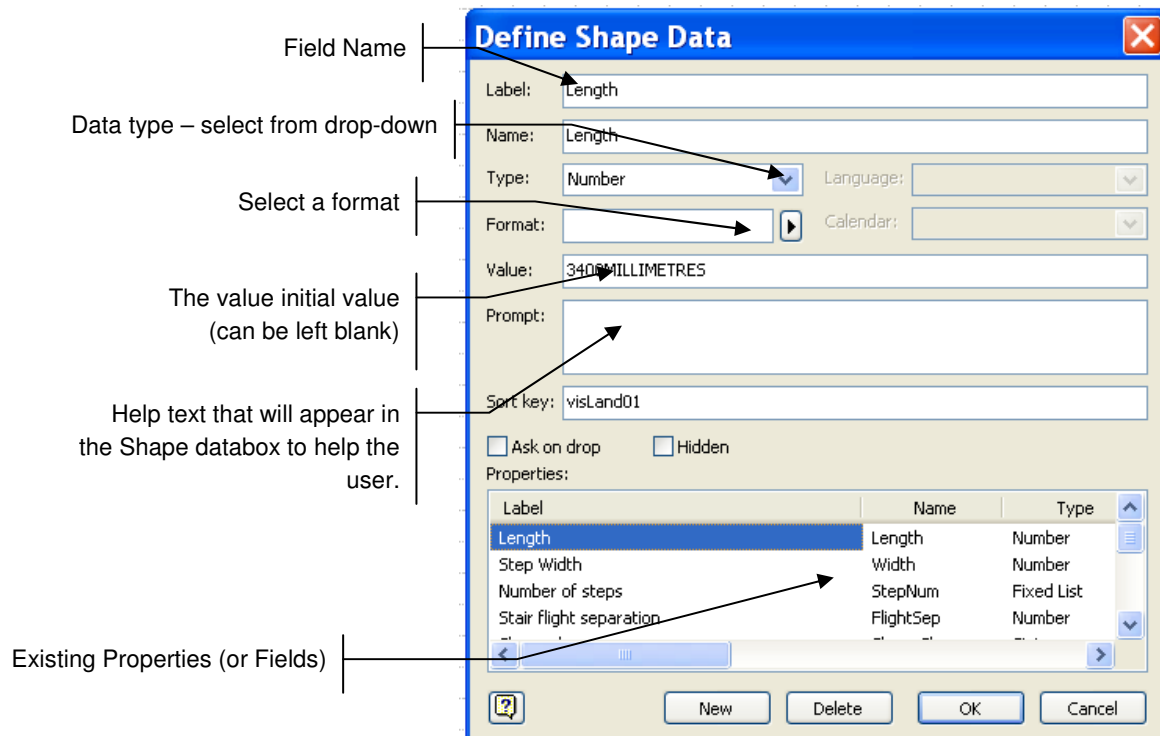 Define Shape Data
Field Name
Label: Length
Data type – select from drop-down
Name: Length
Type: Number Language:
Select a format
Format: Calendar:
Value: 3400MILLIMETRES
The value initial value
(can be left blank)
Prompt:
Help text that will appear in
the Shape databox to help the
user.
Sort key: visLand01
Ask on drop Hidden
Properties:
Label Name Type
Length Length Number
Step Width Width Number
Number of steps StepNum Fixed List
Stair flight separation FlightSep Number
Existing Properties (or Fields)
New Delete OK Cancel